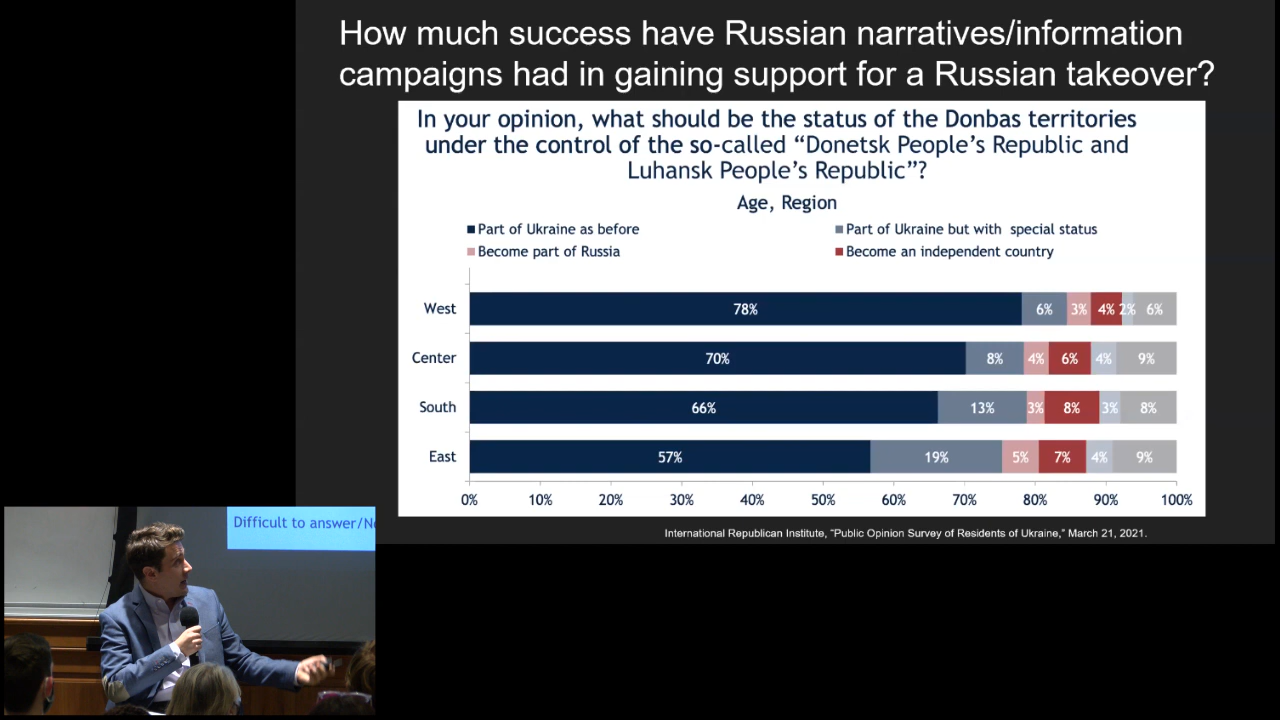 How much success have Russian narratives/information
campaigns had in gaining support for a Russian takeover?
In your opinion, what should be the status of the Donbas territories
under the control of the so-called “Donetsk People’s Republic and
Luhansk People’s Republic”?
Age, Region
Part of Ukraine as before
Part of Ukraine but with special status
Become part of Russia
Become an independent country
West 78% 6% 3% 4% 2% 6%
Center 70% 8% 4% 6% 4% 9%
South 66% 13% 3% 8% 3% 8%
East 57% 19% 5% 7% 4% 9%
0% 10% 20% 30% 40% 50% 60% 70% 80% 90% 100%
International Republican Institute, “Public Opinion Survey of Residents of Ukraine,” March 21, 2021.
Difficult to answer/